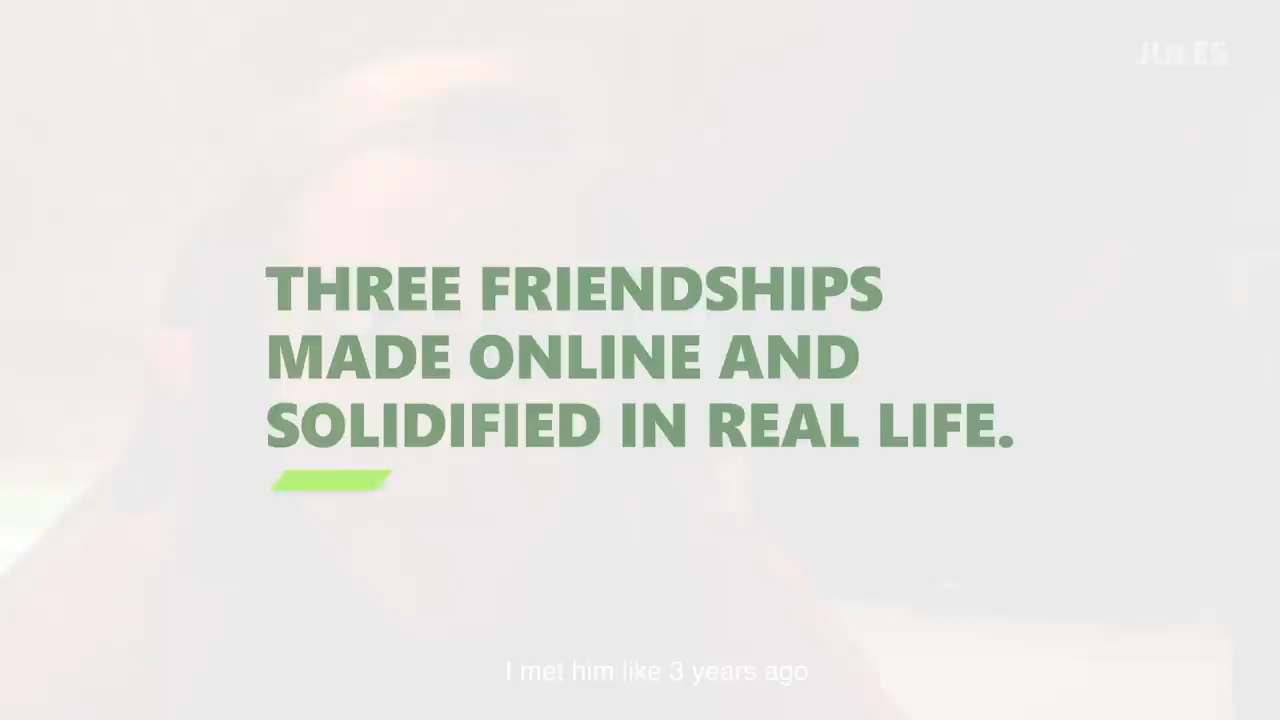 THREE FRIENDSHIPS
MADE ONLINE AND
SOLIDIFIED IN REAL LIFE.
I met him like 3 years ago